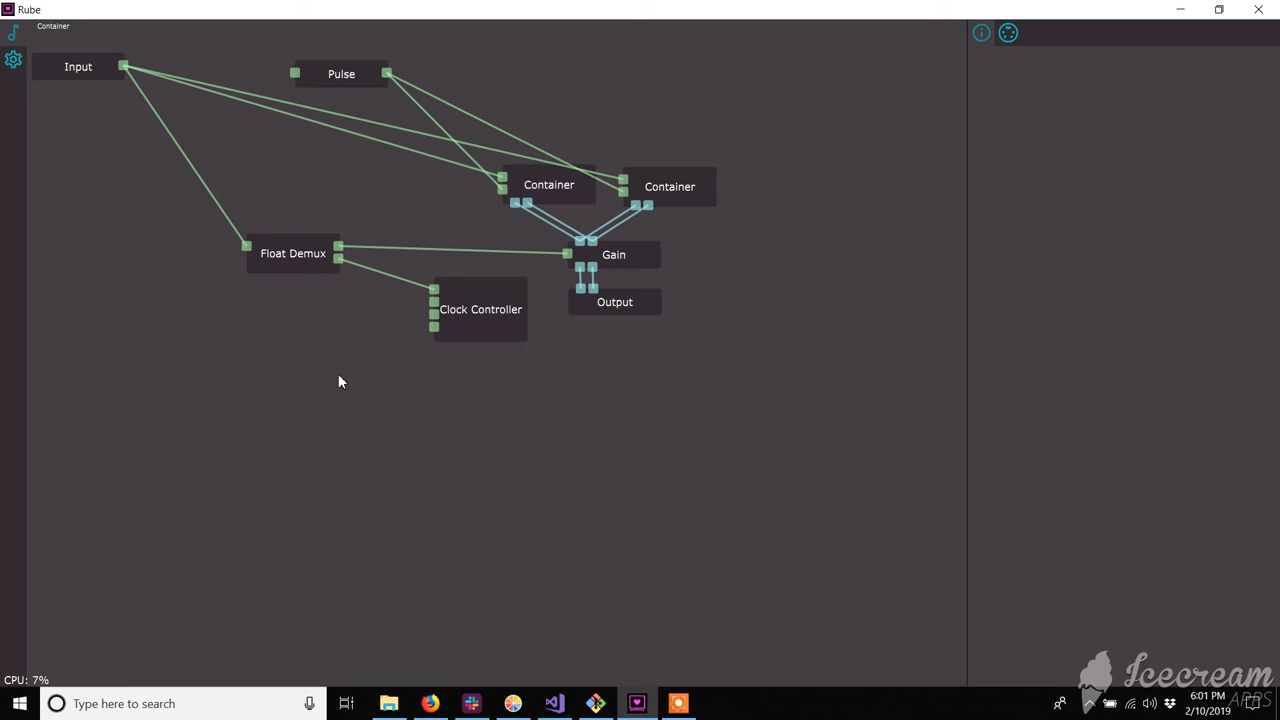 Rube
Container
Input
Pulse
Container
Container
Float Demux
Gain
Clock Controller
Output
CPU: 7%
Icecream
APPS
Type here to search
6:01 PM
2/10/2019